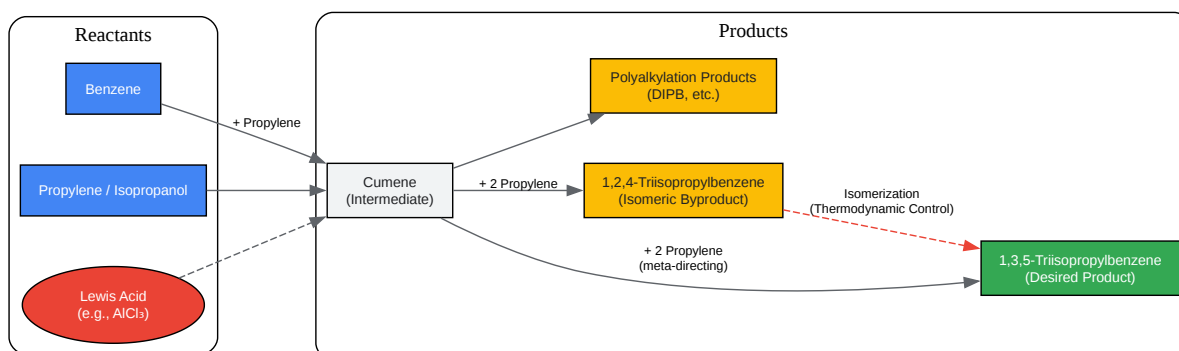 Reactants
Products
Benzene
+ Propylene
Propylene / Isopropanol
Lewis Acid
(e.g., AlCl₃)
Cumene
(Intermediate)
Polyalkylation Products
(DIPB, etc.)
+ 2 Propylene
1,2,4-Triisopropylbenzene
(Isomeric Byproduct)
Isomerization
(Thermodynamic Control)
+ 2 Propylene
(meta-directing)
1,3,5-Triisopropylbenzene
(Desired Product)